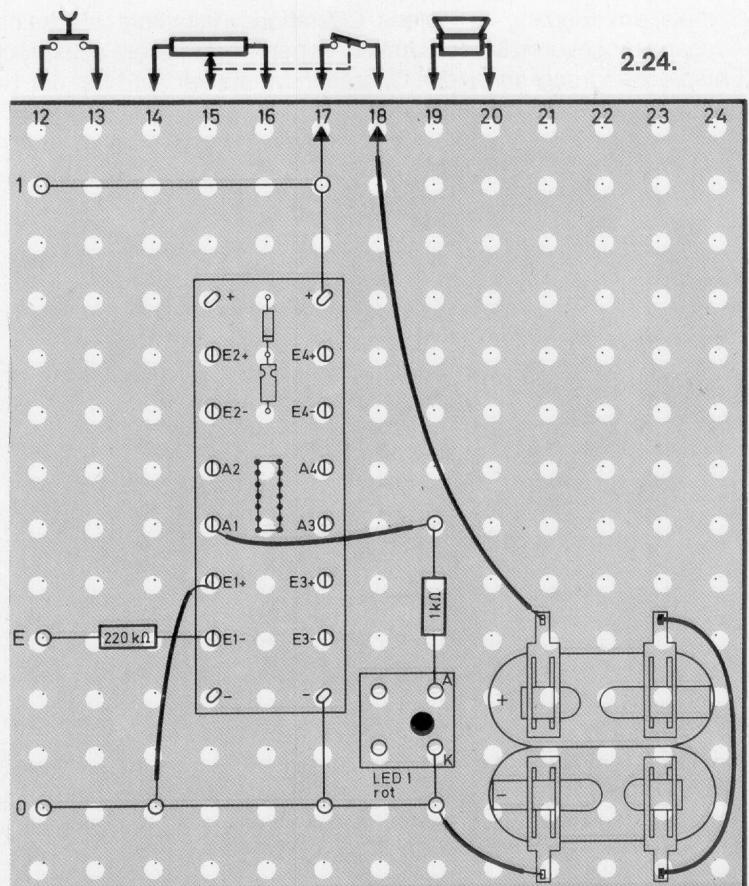 2.24.
12 13 14 15 16 17 18 19 20 21 22 23 24
1
+ +
E2+ E4+
E2- E4-
A2 A4
A1 A3
E1+ E3+
1kΩ
E 220 kΩ E1- E3-
A
- -
+
K
LED 1
rot
-
0